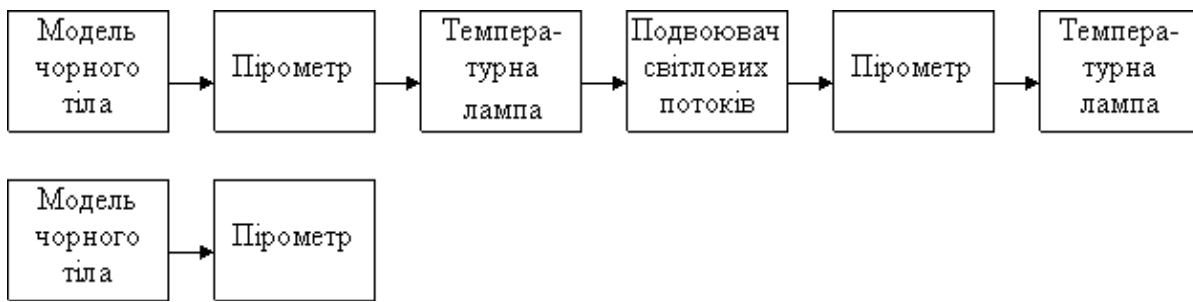 Модель
чорного
тіла
Пірометр
Темпера-
турна
лампа
Подвоювач
світлових
потоків
Пірометр
Темпера-
турна
лампа
Модель
чорного
тіла
Пірометр